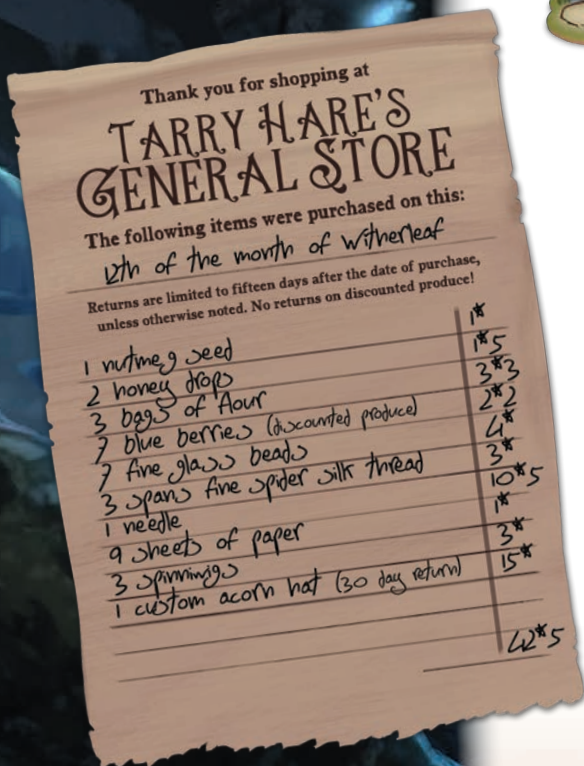 Thank you for shopping at
TARRY HARE'S
GENERAL STORE
The following items were purchased on this:
12th of the month of Witherleaf
Returns are limited to fifteen days after the date of purchase,
unless otherwise noted. No returns on discounted produce!
1 nutmeg seed 1*
2 honey drops 1*5
3 bags of flour 3*3
7 blue berries (discounted produce) 2*2
7 fine glass beads 4*
3 spans fine spider silk thread 3*
1 needle 10*5
9 sheets of paper 1*
3 3*
1 custom acorn hat (30 day return) 15*
42*5